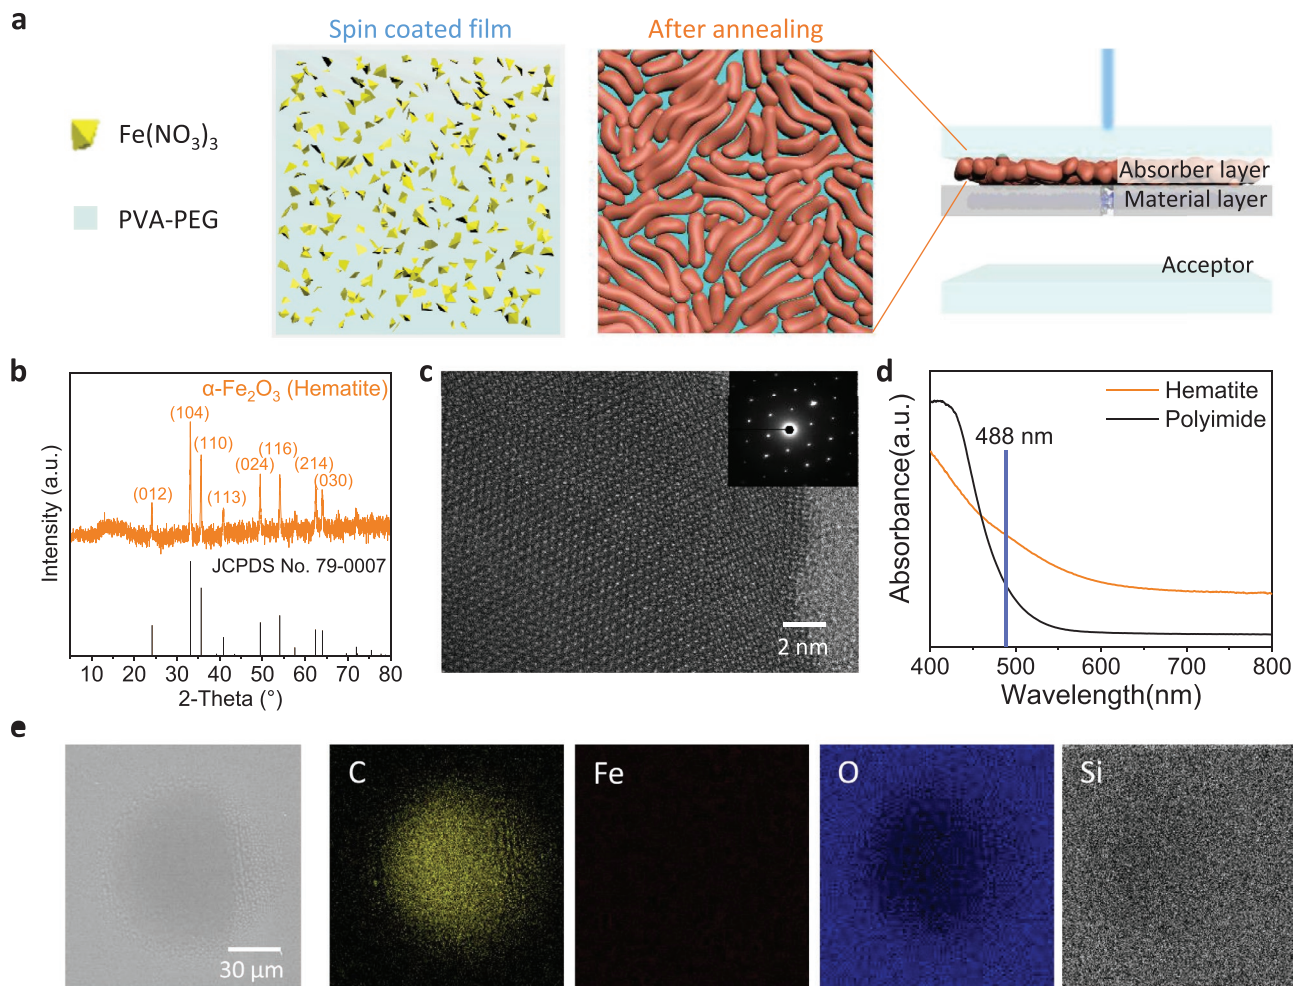 a
Spin coated film
After annealing
Fe(NO₃)₃
PVA-PEG
Absorber layer
Material layer
Acceptor
b
α-Fe₂O₃ (Hematite)
(104)
(110)
(116)
(024)
(214)
(030)
(012)
(113)
JCPDS No. 79-0007
Intensity (a.u.)
10 20 30 40 50 60 70 80
2-Theta (°)
c
2 nm
d
Hematite
Polyimide
488 nm
Absorbance(a.u.)
400 500 600 700 800
Wavelength(nm)
e
30 µm
C
Fe
O
Si